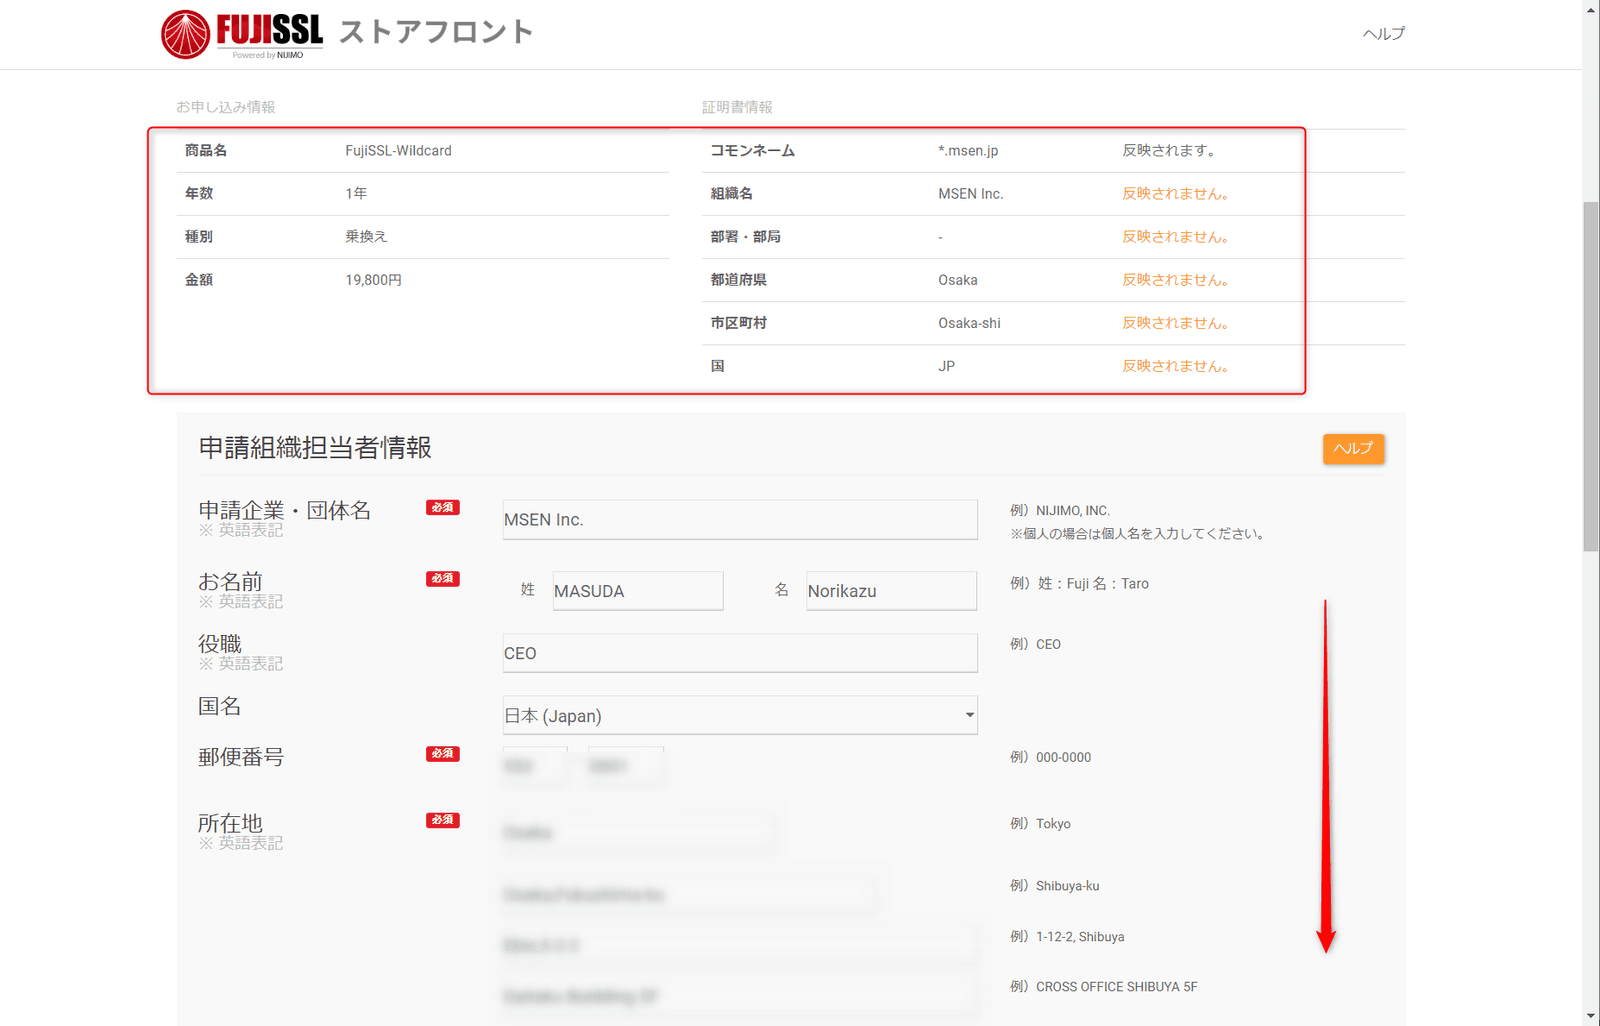 FUJISSL ストアフロント
Powered by NIJIMO
ヘルプ
お申し込み情報
商品名 FujiSSL-Wildcard
年数 1年
種別 乗換え
金額 19,800円
証明書情報
コモンネーム *.msen.jp 反映されます。
組織名 MSEN Inc. 反映されません。
部署・部局 - 反映されません。
都道府県 Osaka 反映されません。
市区町村 Osaka-shi 反映されません。
国 JP 反映されません。
申請組織担当者情報 ヘルプ
申請企業・団体名 必須 MSEN Inc. 例）NIJIMO, INC.
※ 英語表記 ※個人の場合は個人名を入力してください。
お名前 必須 姓 MASUDA 名 Norikazu 例）姓：Fuji 名：Taro
※ 英語表記
役職 CEO 例）CEO
※ 英語表記
国名 日本 (Japan)
郵便番号 必須 例）000-0000
所在地 必須 例）Tokyo
※ 英語表記
例）Shibuya-ku
例）1-12-2, Shibuya
例）CROSS OFFICE SHIBUYA 5F